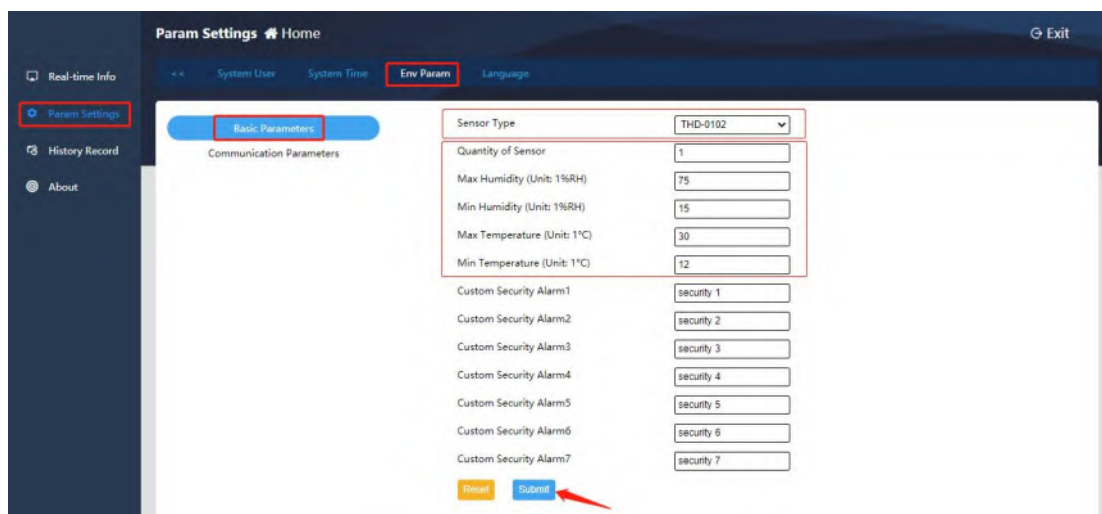 Param Settings Home
Exit
Real-time Info
Param Settings
History Record
About
<< System User System Time Env Param Language
Basic Parameters
Communication Parameters
Sensor Type THD-0102
Quantity of Sensor 1
Max Humidity (Unit: 1%RH) 75
Min Humidity (Unit: 1%RH) 15
Max Temperature (Unit: 1°C) 30
Min Temperature (Unit: 1°C) 12
Custom Security Alarm1 security 1
Custom Security Alarm2 security 2
Custom Security Alarm3 security 3
Custom Security Alarm4 security 4
Custom Security Alarm5 security 5
Custom Security Alarm6 security 6
Custom Security Alarm7 security 7
Reset Submit